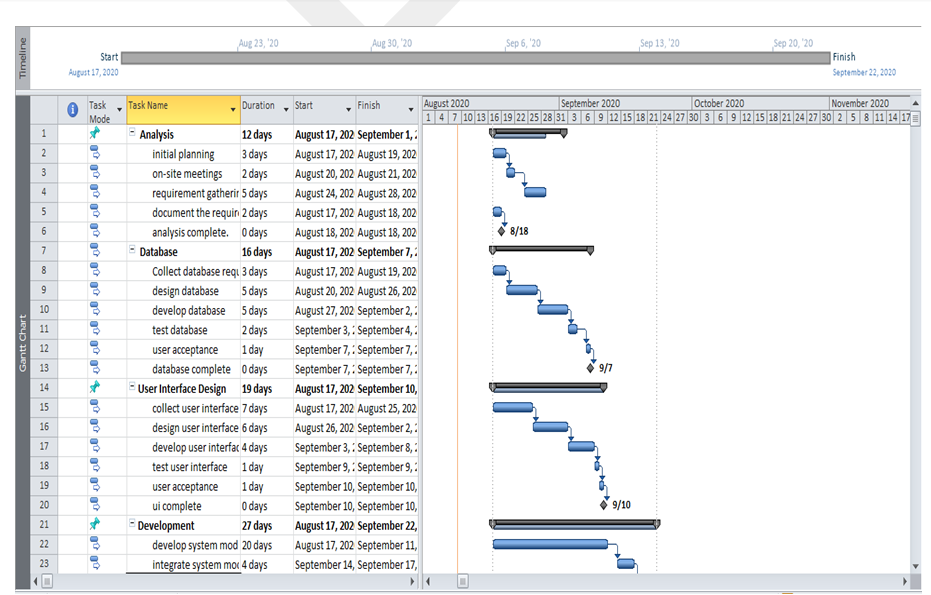 Timeline
Aug 23, '20 Aug 30, '20 Sep 6, '20 Sep 13, '20 Sep 20, '20
Start Finish
August 17, 2020 September 22, 2020
Task Mode Task Name Duration Start Finish
August 2020 September 2020 October 2020 November 2020
1 4 7 10 13 16 19 22 25 28 31 3 6 9 12 15 18 21 24 27 30 3 6 9 12 15 18 21 24 27 30 2 5 8 11 14 17
Gantt Chart
1 Analysis 12 days August 17, 202 September 1, 2
2 initial planning 3 days August 17, 202 August 19, 202
3 on-site meetings 2 days August 20, 202 August 21, 202
4 requirement gatherin 5 days August 24, 202 August 28, 202
5 document the requir 2 days August 17, 202 August 18, 202
6 analysis complete. 0 days August 18, 202 August 18, 202 8/18
7 Database 16 days August 17, 202 September 7, 2
8 Collect database requ 3 days August 17, 202 August 19, 202
9 design database 5 days August 20, 202 August 26, 202
10 develop database 5 days August 27, 202 September 2, 2
11 test database 2 days September 3, 2 September 4, 2
12 user acceptance 1 day September 7, 2 September 7, 2
13 database complete 0 days September 7, 2 September 7, 2 9/7
14 User Interface Design 19 days August 17, 202 September 10,
15 collect user interface 7 days August 17, 202 August 25, 202
16 design user interface 6 days August 26, 202 September 2, 2
17 develop user interfac 4 days September 3, 2 September 8, 2
18 test user interface 1 day September 9, 2 September 9, 2
19 user acceptance 1 day September 10, September 10,
20 ui complete 0 days September 10, September 10, 9/10
21 Development 27 days August 17, 202 September 22,
22 develop system mod 20 days August 17, 202 September 11,
23 integrate system moc 4 days September 14, September 17,